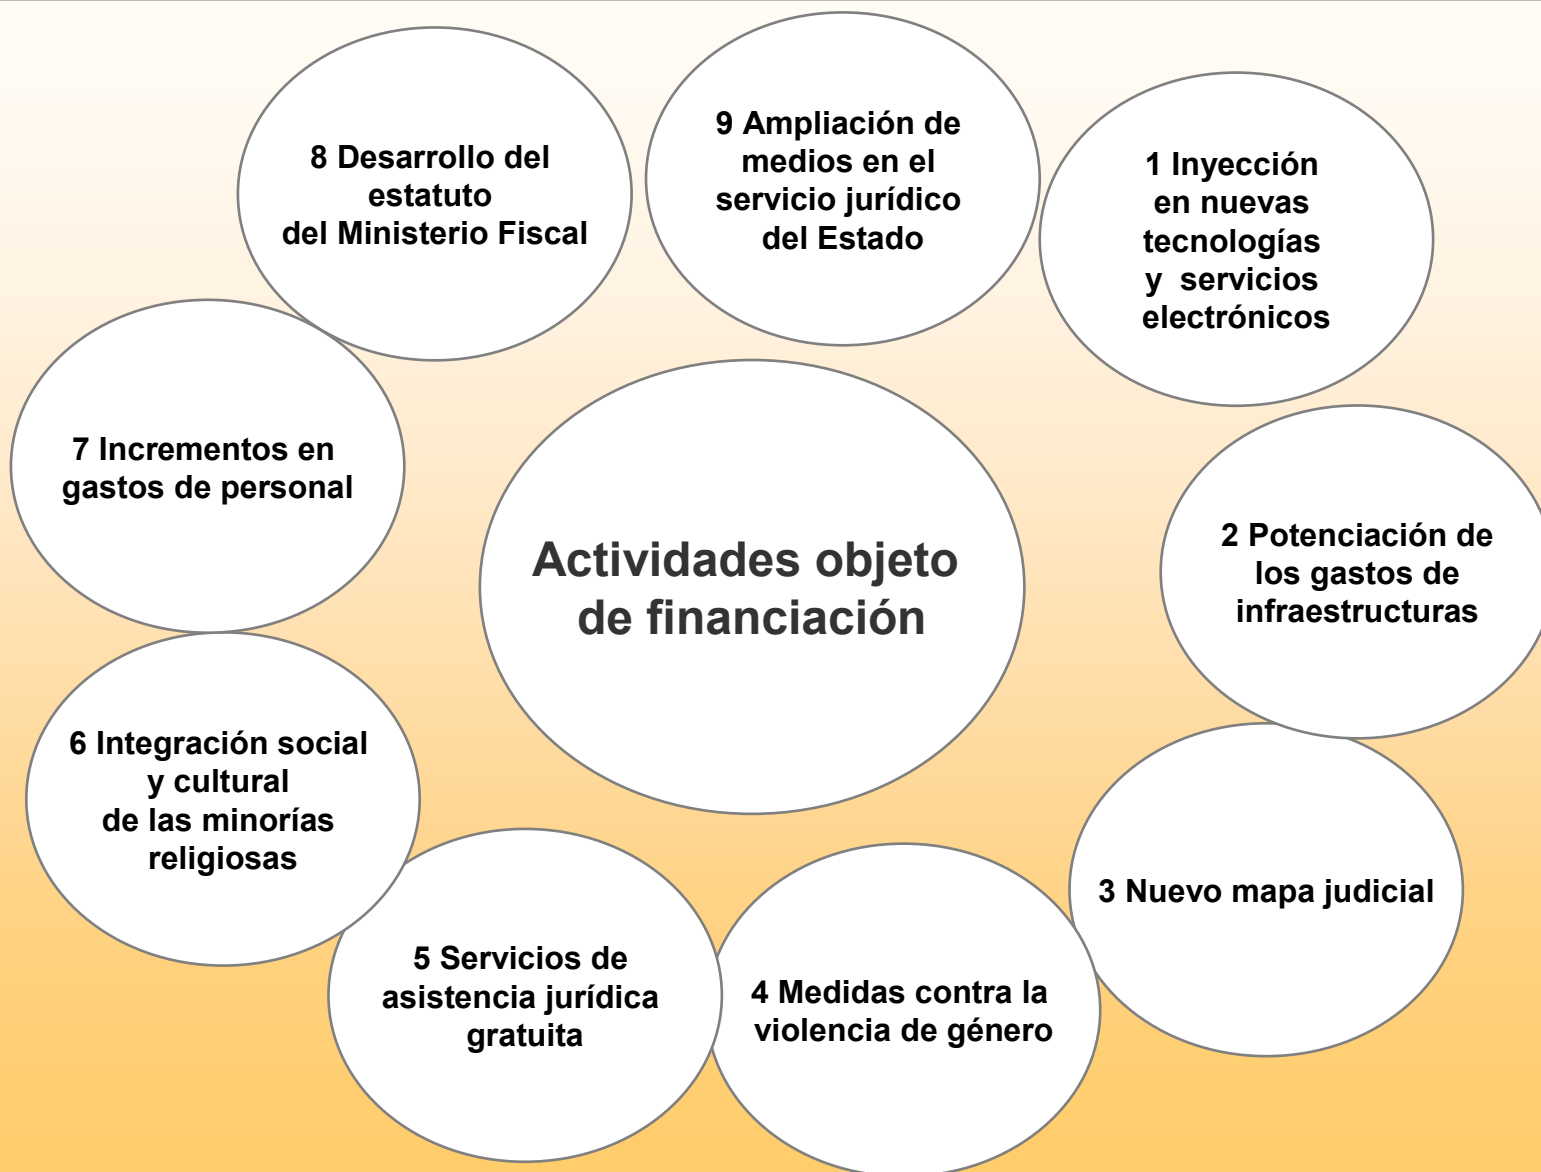 Actividades objeto
de financiación
1 Inyección
en nuevas
tecnologías
y servicios
electrónicos
2 Potenciación de
los gastos de
infraestructuras
3 Nuevo mapa judicial
4 Medidas contra la
violencia de género
5 Servicios de
asistencia jurídica
gratuita
6 Integración social
y cultural
de las minorías
religiosas
7 Incrementos en
gastos de personal
8 Desarrollo del
estatuto
del Ministerio Fiscal
9 Ampliación de
medios en el
servicio jurídico
del Estado